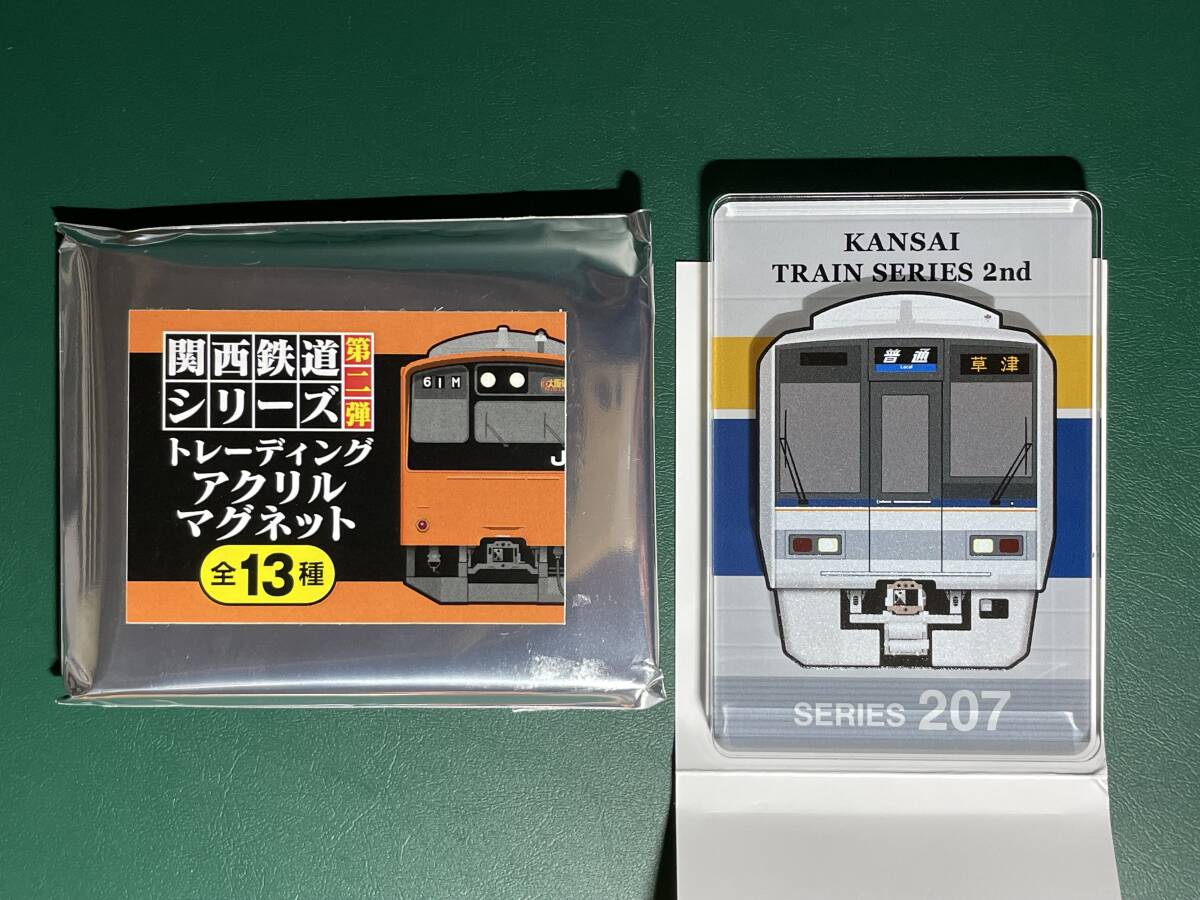 関西鉄道
シリーズ
第二弾
トレーディング
アクリル
マグネット
全13種
61M
J
KANSAI
TRAIN SERIES 2nd
普通
Local
草津
SERIES 207